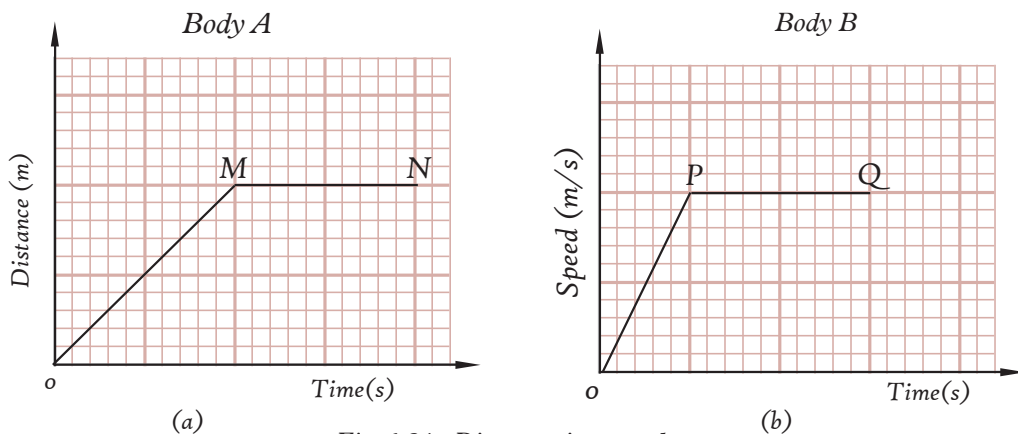 Body A
Distance (m)
M
N
o
Time(s)
(a)
Body B
Speed (m/s)
P
Q
o
Time(s)
(b)